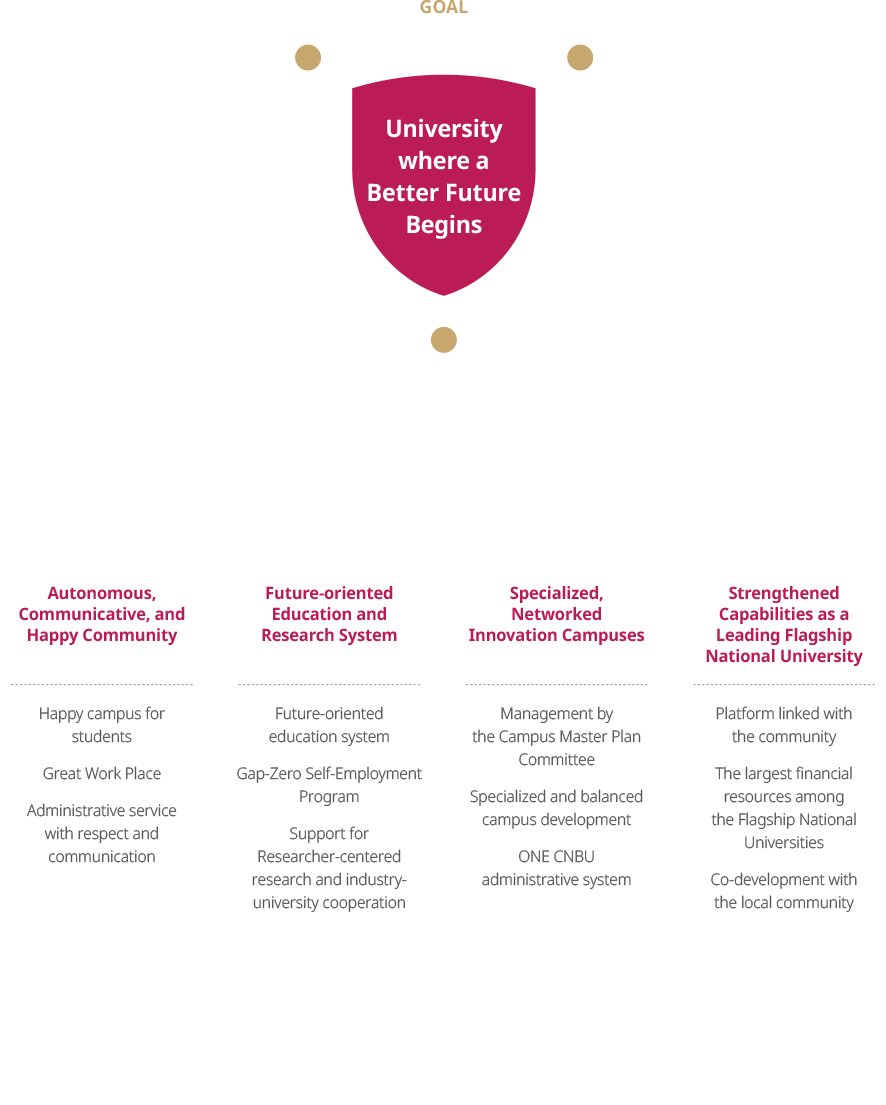 GOAL
University
where a
Better Future
Begins
Autonomous,
Communicative, and
Happy Community
Happy campus for
students
Great Work Place
Administrative service
with respect and
communication
Future-oriented
Education and
Research System
Future-oriented
education system
Gap-Zero Self-Employment
Program
Support for
Researcher-centered
research and industry-
university cooperation
Specialized,
Networked
Innovation Campuses
Management by
the Campus Master Plan
Committee
Specialized and balanced
campus development
ONE CNBU
administrative system
Strengthened
Capabilities as a
Leading Flagship
National University
Platform linked with
the community
The largest financial
resources among
the Flagship National
Universities
Co-development with
the local community